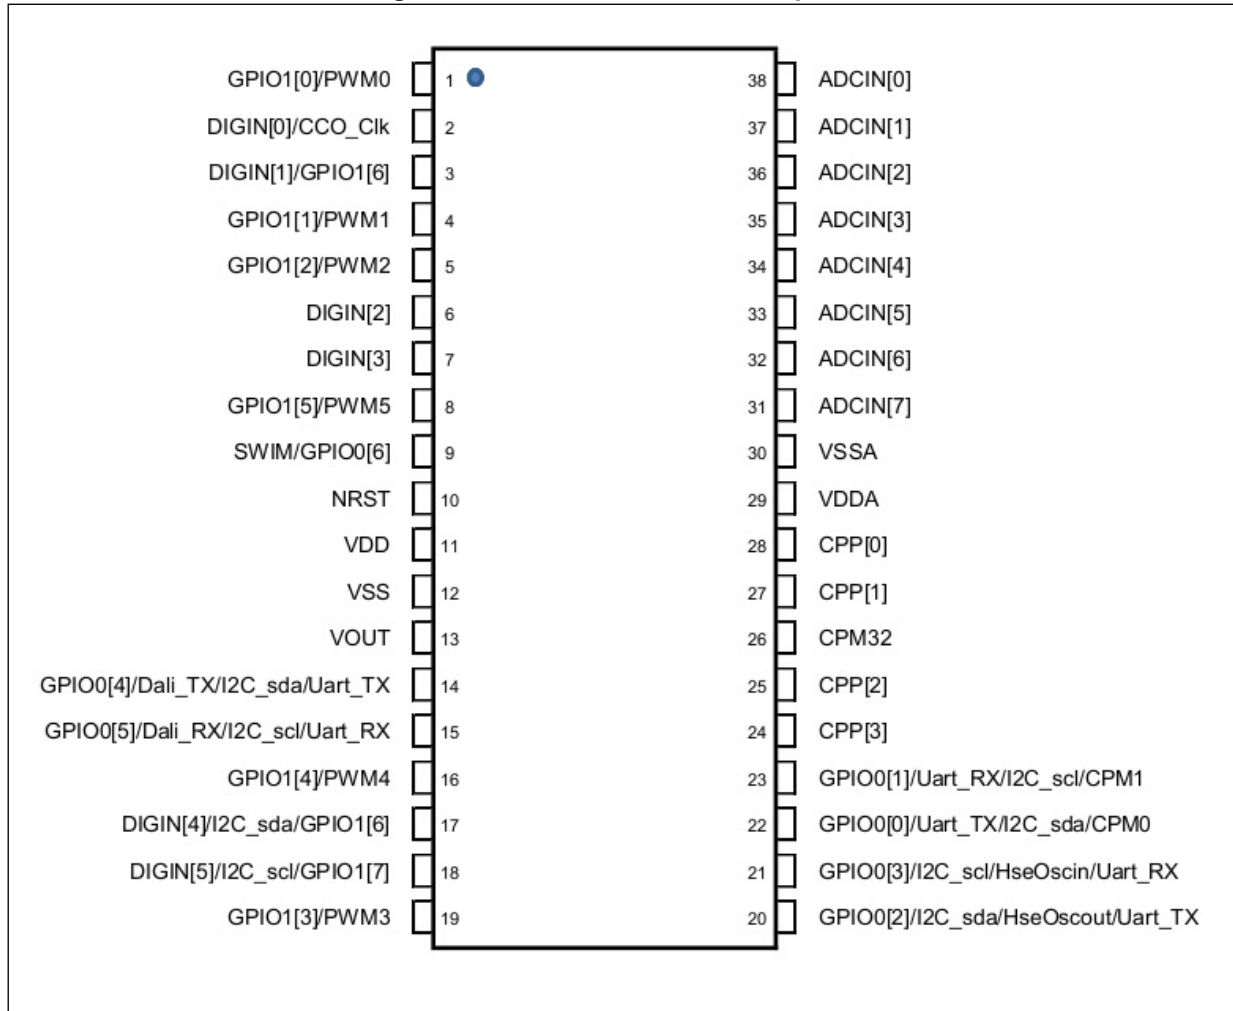 GPIO1[0]/PWM0 1 38 ADCIN[0]
DIGIN[0]/CCO_Clk 2 37 ADCIN[1]
DIGIN[1]/GPIO1[6] 3 36 ADCIN[2]
GPIO1[1]/PWM1 4 35 ADCIN[3]
GPIO1[2]/PWM2 5 34 ADCIN[4]
DIGIN[2] 6 33 ADCIN[5]
DIGIN[3] 7 32 ADCIN[6]
GPIO1[5]/PWM5 8 31 ADCIN[7]
SWIM/GPIO0[6] 9 30 VSSA
NRST 10 29 VDDA
VDD 11 28 CPP[0]
VSS 12 27 CPP[1]
VOUT 13 26 CPM32
GPIO0[4]/Dali_TX/I2C_sda/Uart_TX 14 25 CPP[2]
GPIO0[5]/Dali_RX/I2C_scl/Uart_RX 15 24 CPP[3]
GPIO1[4]/PWM4 16 23 GPIO0[1]/Uart_RX/I2C_scl/CPM1
DIGIN[4]/I2C_sda/GPIO1[6] 17 22 GPIO0[0]/Uart_TX/I2C_sda/CPM0
DIGIN[5]/I2C_scl/GPIO1[7] 18 21 GPIO0[3]/I2C_scl/HseOscin/Uart_RX
GPIO1[3]/PWM3 19 20 GPIO0[2]/I2C_sda/HseOscout/Uart_TX